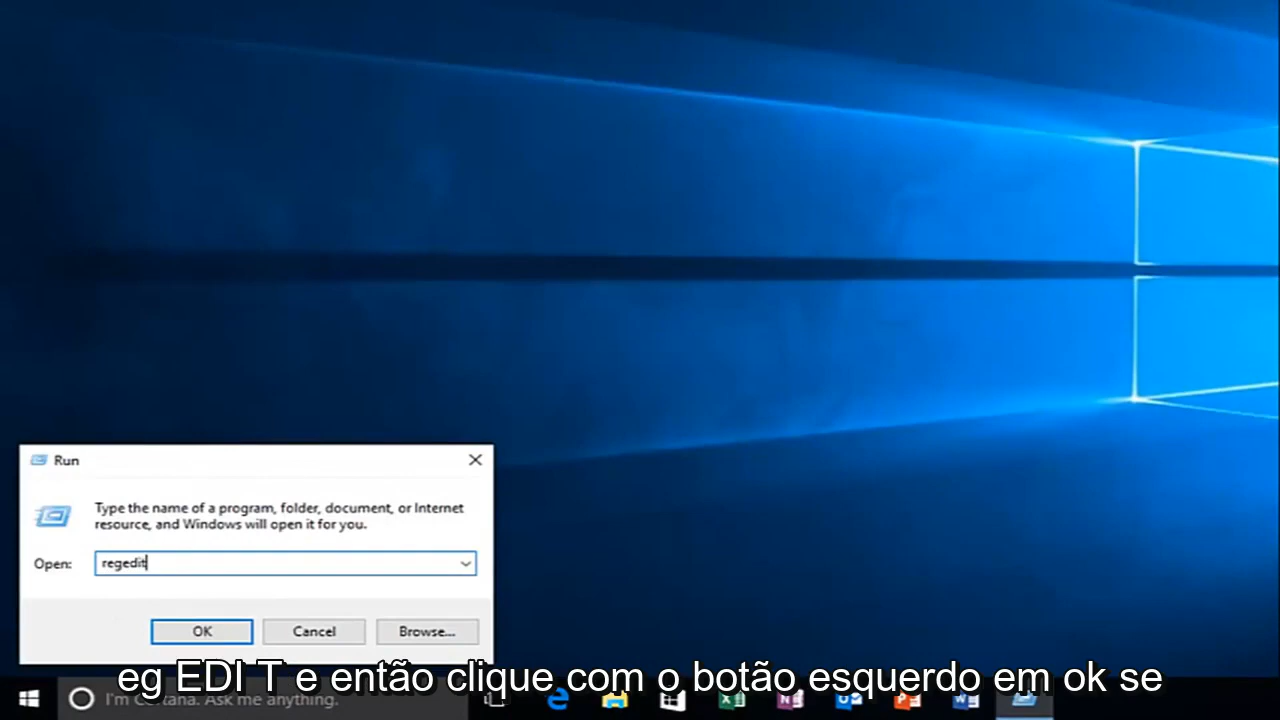 Run
Type the name of a program, folder, document, or Internet
resource, and Windows will open it for you.
Open: regedit
OK Cancel Browse...
eg EDI T e então clique com o botão esquerdo em ok se
I'm Cortana. Ask me anything.